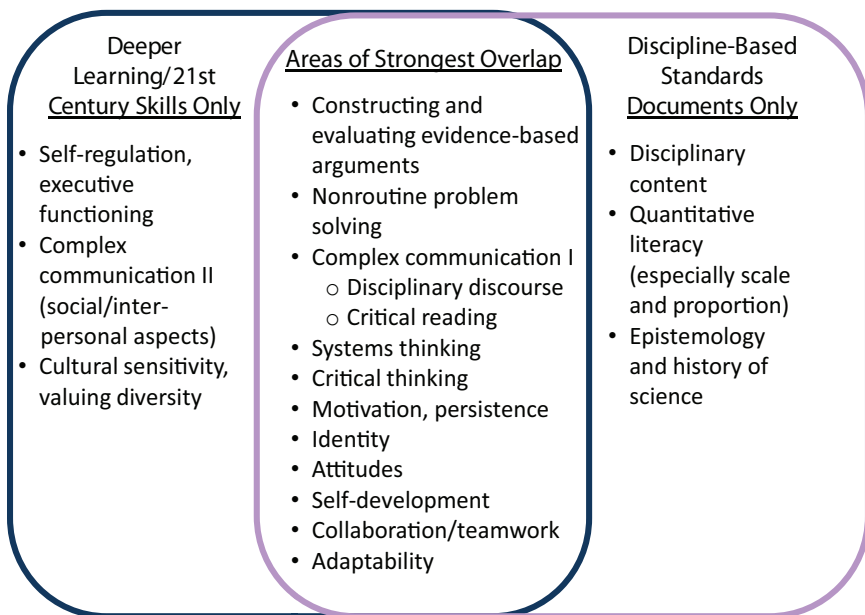 Deeper
Learning/21st
Century Skills Only
• Self-regulation,
executive
functioning
• Complex
communication II
(social/inter-
personal aspects)
• Cultural sensitivity,
valuing diversity
Areas of Strongest Overlap
• Constructing and
evaluating evidence-based
arguments
• Nonroutine problem
solving
• Complex communication I
o Disciplinary discourse
o Critical reading
• Systems thinking
• Critical thinking
• Motivation, persistence
• Identity
• Attitudes
• Self-development
• Collaboration/teamwork
• Adaptability
Discipline-Based
Standards
Documents Only
• Disciplinary
content
• Quantitative
literacy
(especially scale
and proportion)
• Epistemology
and history of
science